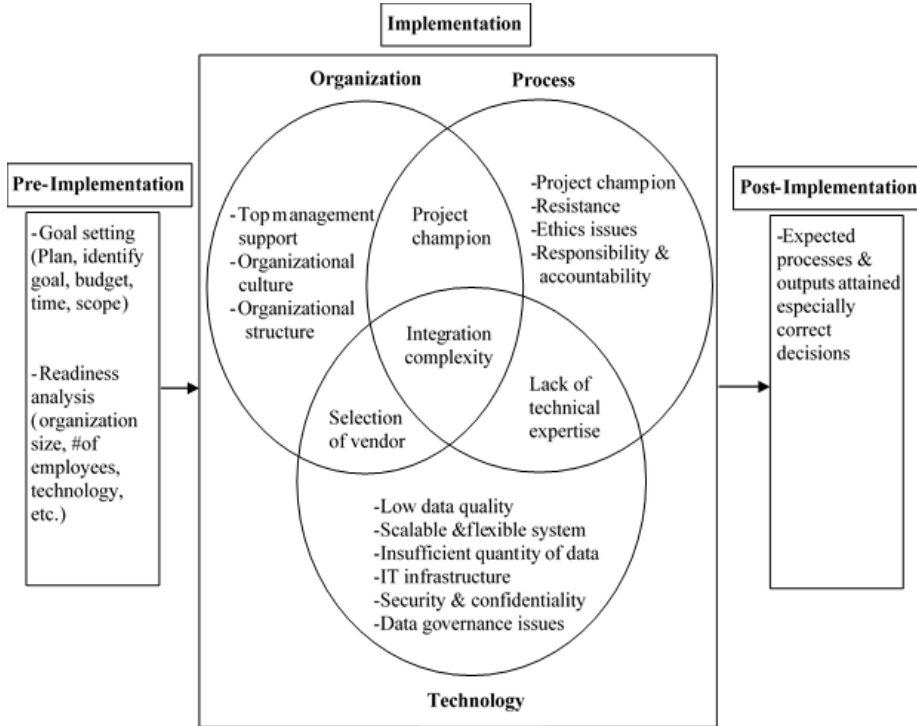 Implementation
Organization
Process
Pre-Implementation
-Goal setting
(Plan, identify
goal, budget,
time, scope)
-Readiness
analysis
(organization
size, #of
employees,
technology,
etc.)
-Top management
support
-Organizational
culture
-Organizational
structure
Project
champion
-Project champion
-Resistance
-Ethics issues
-Responsibility &
accountability
Integration
complexity
Selection
of vendor
Lack of
technical
expertise
-Low data quality
-Scalable &flexible system
-Insufficient quantity of data
-IT infrastructure
-Security & confidentiality
-Data governance issues
Technology
Post-Implementation
-Expected
processes &
outputs attained
especially
correct
decisions